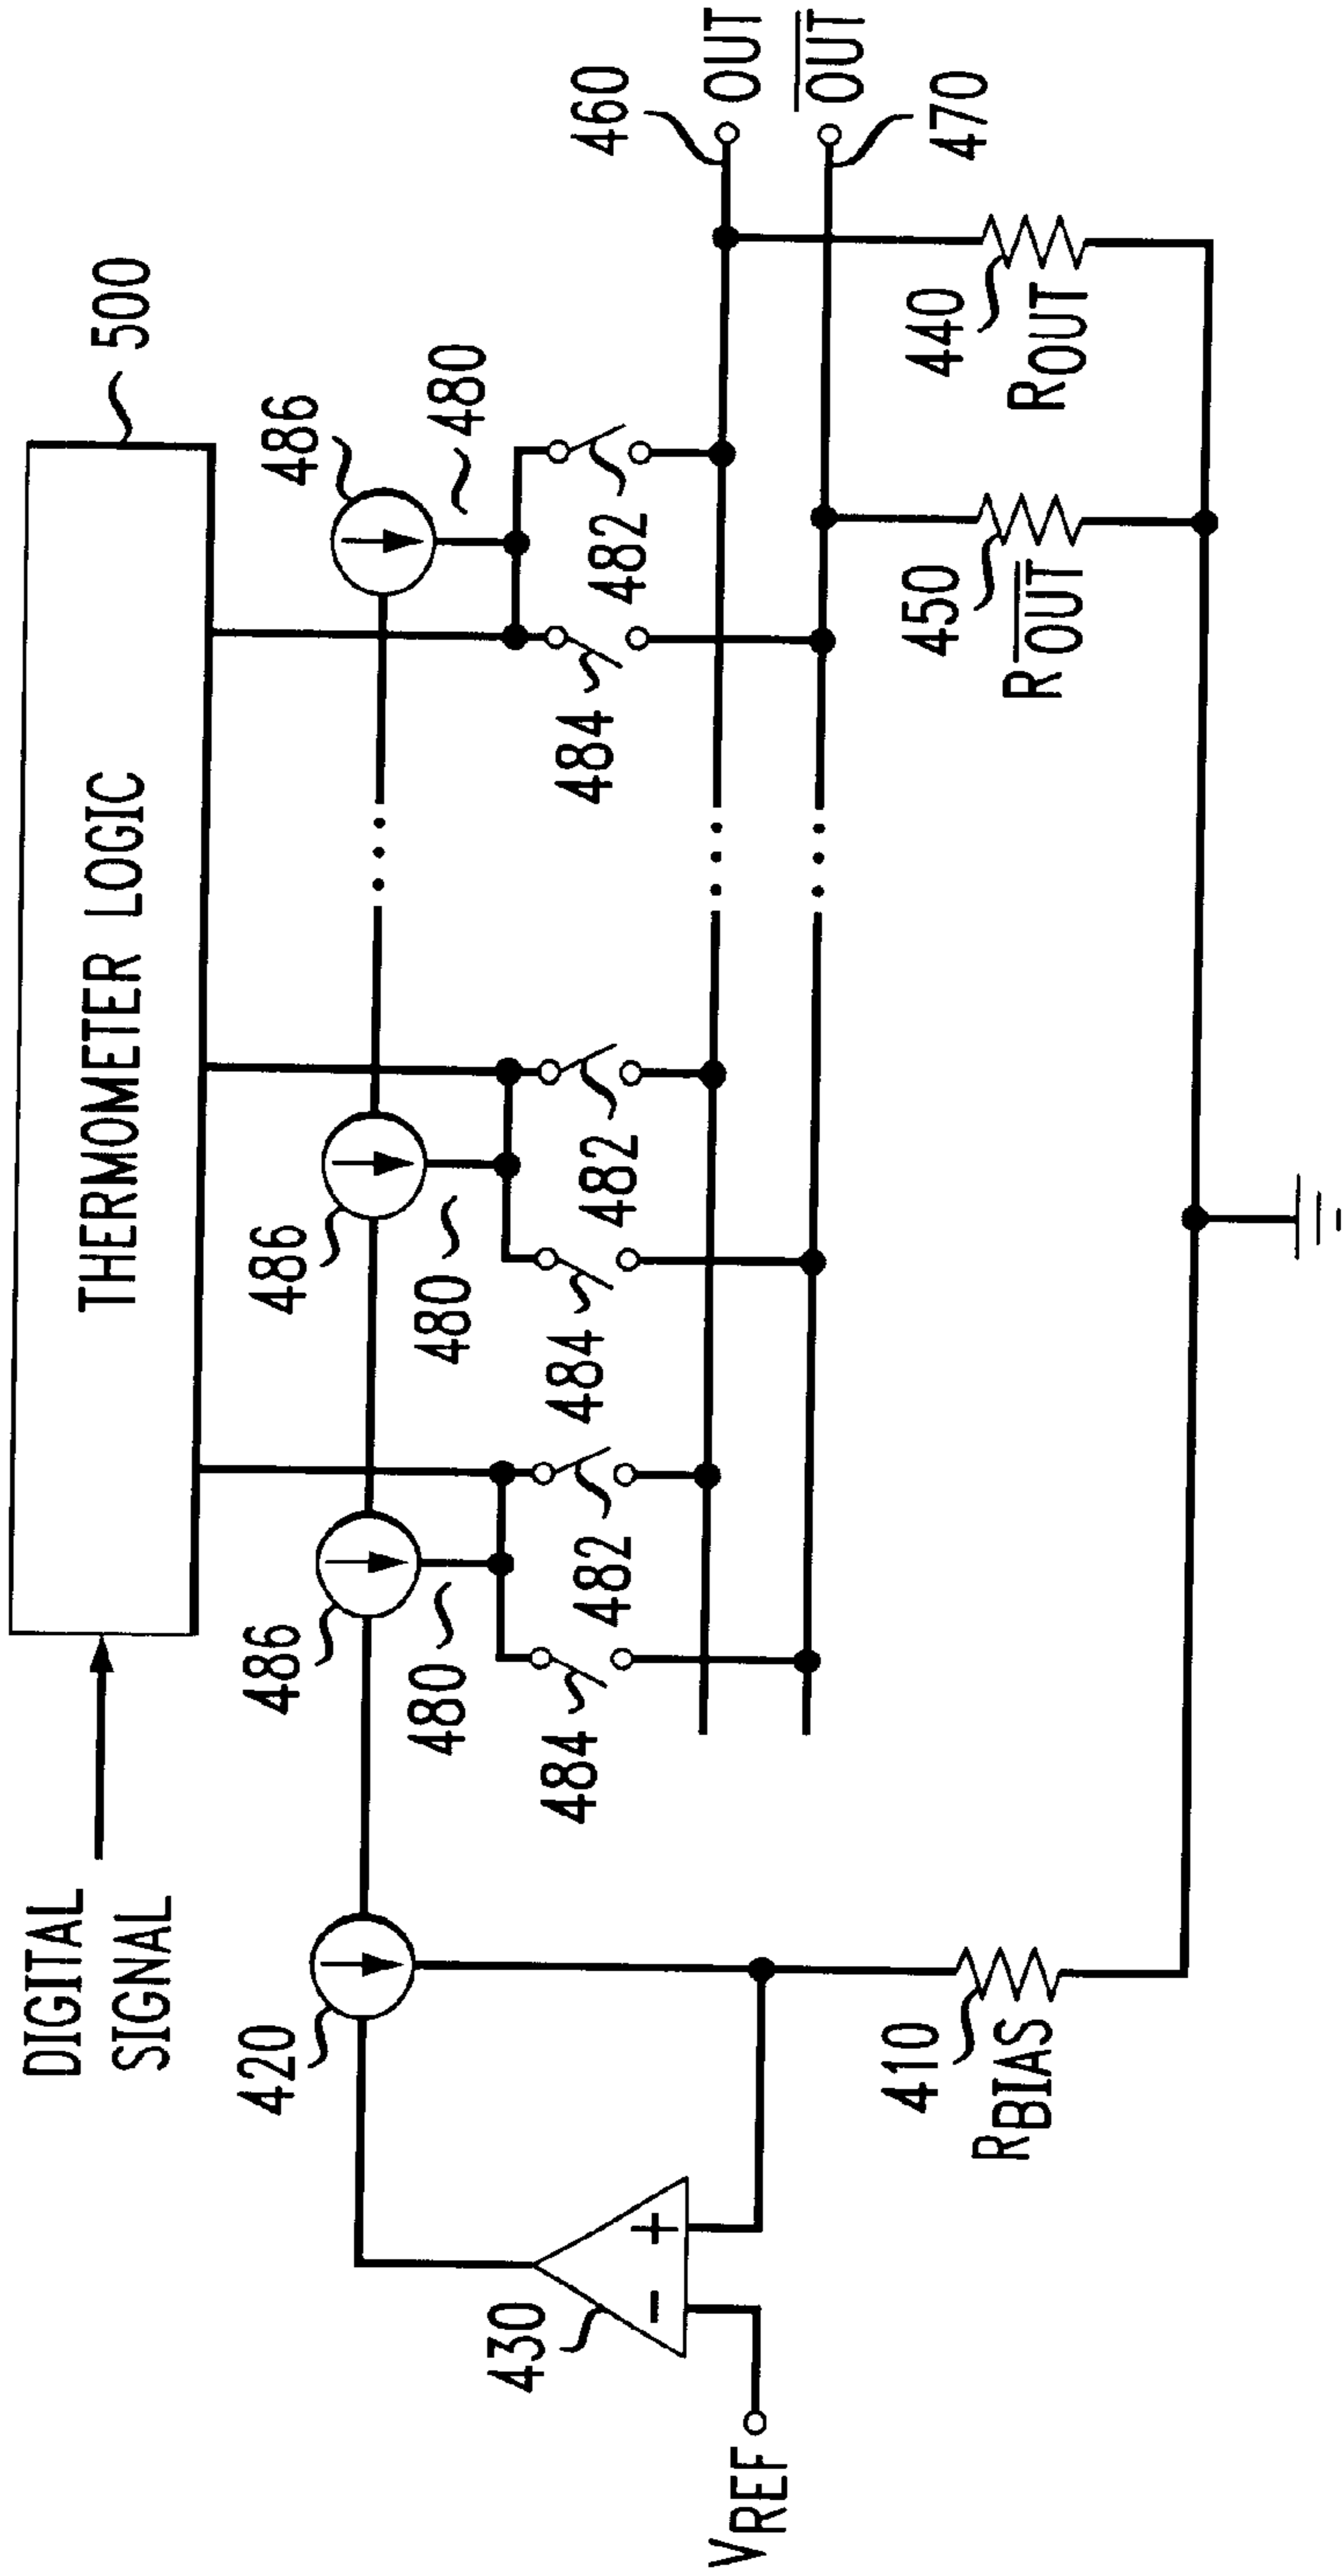 DIGITAL
SIGNAL
THERMOMETER LOGIC
500
420
486
480
486
480
486
480
484
482
484
482
484
482
460
OUT
OUT
470
430
- +
VREF
410
RBIAS
450
ROUT
440
ROUT